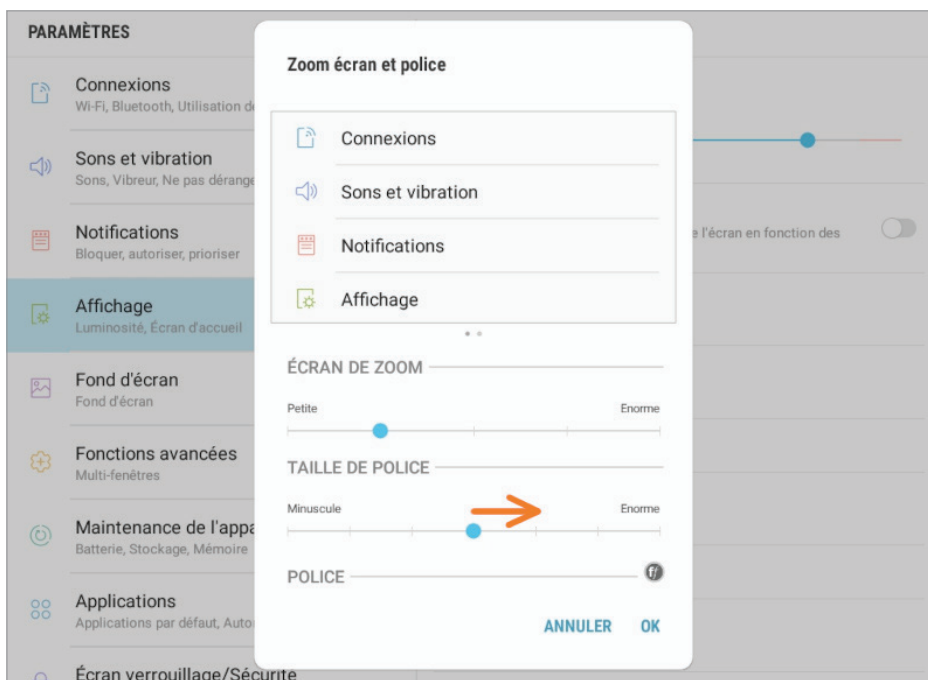 PARAMÈTRES
Connexions
Wi-Fi, Bluetooth, Utilisation
Sons et vibration
Sons, Vibreur, Ne pas dérange
Notifications
Bloquer, autoriser, prioriser
Affichage
Luminosité, Écran d'accueil
Fond d'écran
Fond d'écran
Fonctions avancées
Multi-fenêtres
Maintenance de l'appa
Batterie, Stockage, Mémoire
Applications
Applications par défaut, Auto
Écran verrouillage/Sécurité
Zoom écran et police
Connexions
Sons et vibration
Notifications
Affichage
ÉCRAN DE ZOOM
Petite Enorme
TAILLE DE POLICE
Minuscule Enorme
POLICE
ANNULER OK
l'écran en fonction des